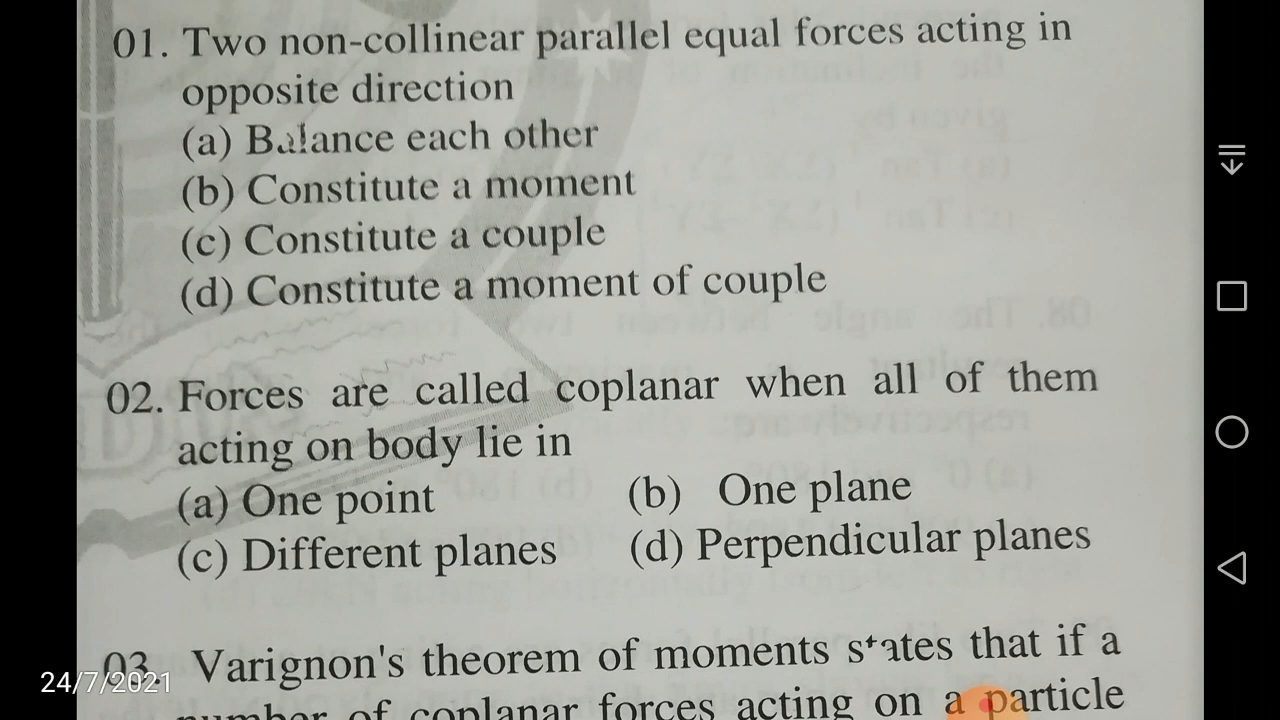 01. Two non-collinear parallel equal forces acting in
opposite direction
(a) Balance each other
(b) Constitute a moment
(c) Constitute a couple
(d) Constitute a moment of couple
02. Forces are called coplanar when all of them
acting on body lie in
(a) One point (b) One plane
(c) Different planes (d) Perpendicular planes
03. Varignon's theorem of moments states that if a
number of coplanar forces acting on a particle
24/7/2021